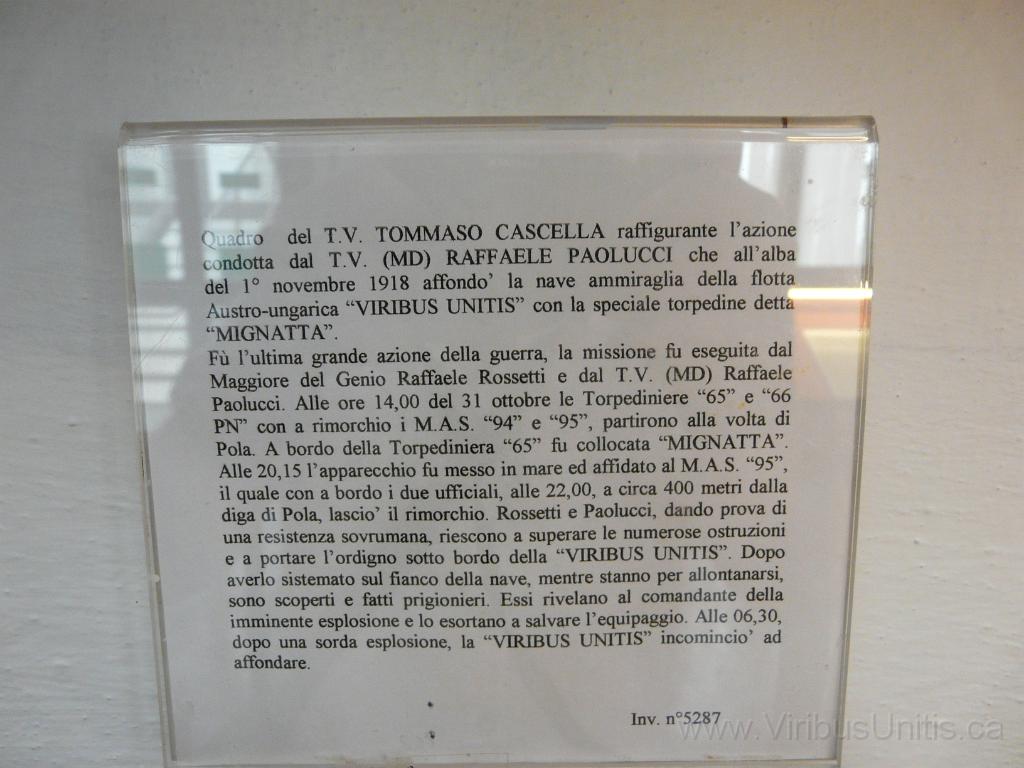 Quadro del T.V. TOMMASO CASCELLA raffigurante l'azione
condotta dal T.V. (MD) RAFFAELE PAOLUCCI che all'alba
del 1° novembre 1918 affondo' la nave ammiraglia della flotta
Austro-ungarica "VIRIBUS UNITIS" con la speciale torpedine detta
"MIGNATTA".
Fù l'ultima grande azione della guerra, la missione fu eseguita dal
Maggiore del Genio Raffaele Rossetti e dal T.V. (MD) Raffaele
Paolucci. Alle ore 14,00 del 31 ottobre le Torpediniere "65" e "66
PN" con a rimorchio i M.A.S. "94" e "95", partirono alla volta di
Pola. A bordo della Torpediniera "65" fu collocata "MIGNATTA".
Alle 20,15 l'apparecchio fu messo in mare ed affidato al M.A.S. "95",
il quale con a bordo i due ufficiali, alle 22,00, a circa 400 metri dalla
diga di Pola, lascio' il rimorchio. Rossetti e Paolucci, dando prova di
una resistenza sovrumana, riescono a superare le numerose ostruzioni
e a portare l'ordigno sotto bordo della "VIRIBUS UNITIS". Dopo
averlo sistemato sul fianco della nave, mentre stanno per allontanarsi,
sono scoperti e fatti prigionieri. Essi rivelano al comandante della
imminente esplosione e lo esortano a salvare l'equipaggio. Alle 06,30,
dopo una sorda esplosione, la "VIRIBUS UNITIS" incomincio' ad
affondare.
Inv. n°5287
www.ViribusUnitis.ca